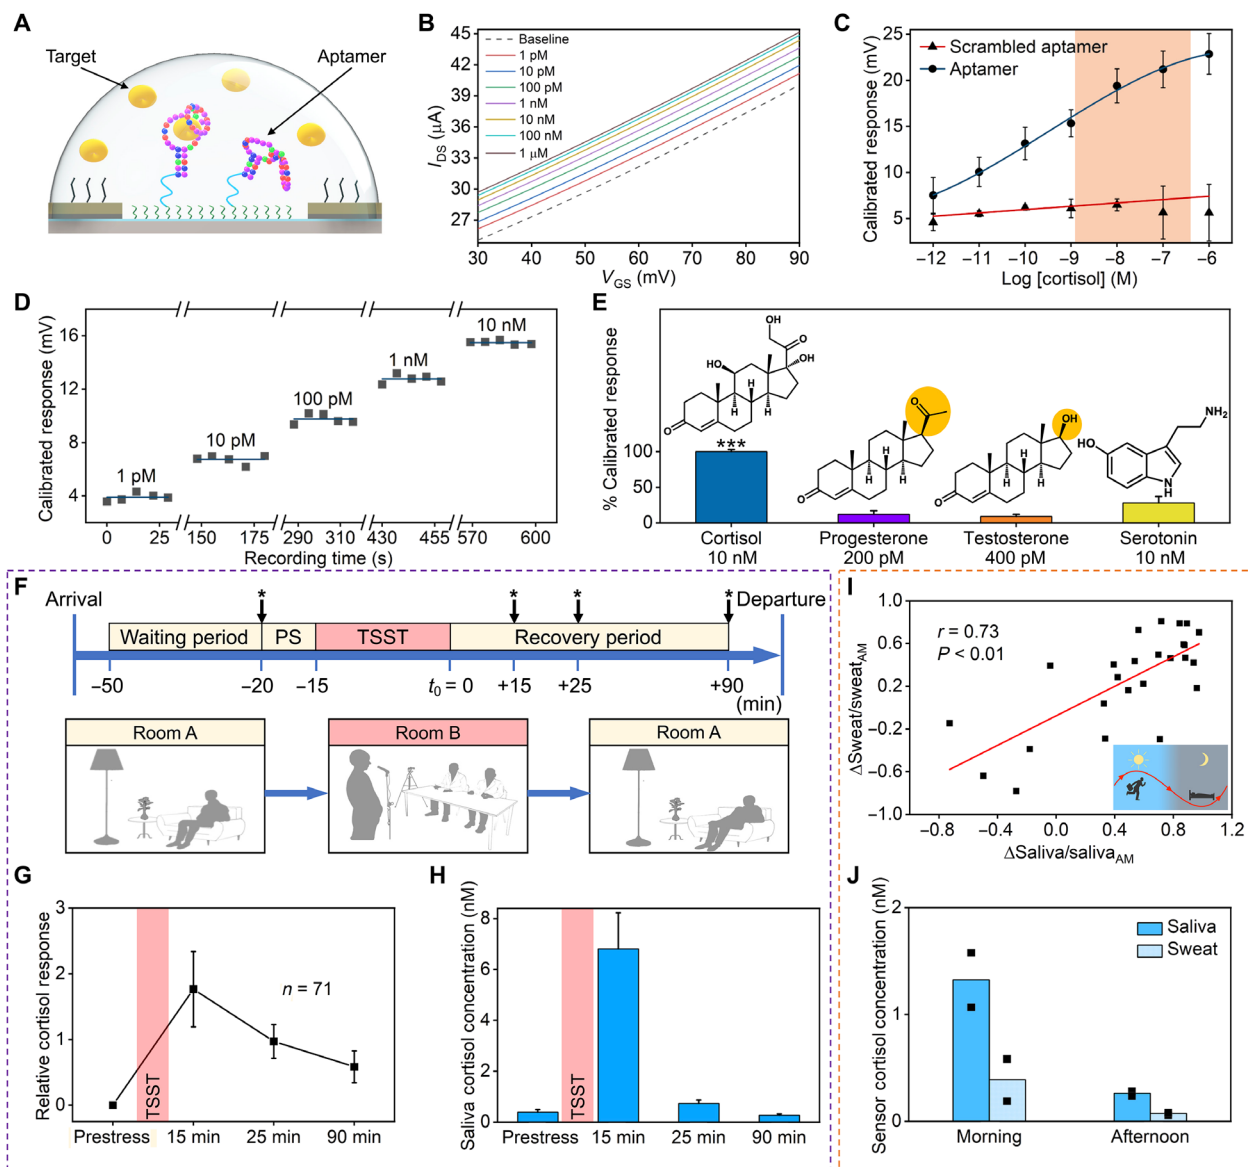 A
Target
Aptamer
B
I_DS (μA)
45
42
39
36
33
30
27
Baseline
1 pM
10 pM
100 pM
1 nM
10 nM
100 nM
1 μM
30 40 50 60 70 80 90
V_GS (mV)
C
Calibrated response (mV)
25
20
15
10
5
Scrambled aptamer
Aptamer
−12 −11 −10 −9 −8 −7 −6
Log [cortisol] (M)
D
Calibrated response (mV)
16
12
8
4
1 pM
10 pM
100 pM
1 nM
10 nM
0 25 150 175 290 310 430 455 570 600
Recording time (s)
E
% Calibrated response
100
50
0
***
OH
O
HO
OH
H
H
H
O
O
H
H
H
O
OH
H
H
H
O
HO
NH2
N
H
Cortisol
10 nM
Progesterone
200 pM
Testosterone
400 pM
Serotonin
10 nM
F
Arrival
* * * *
Departure
Waiting period
PS
TSST
Recovery period
−50 −20 −15 t0 = 0 +15 +25 +90
(min)
Room A
Room B
Room A
G
Relative cortisol response
3
2
1
0
n = 71
TSST
Prestress 15 min 25 min 90 min
H
Saliva cortisol concentration (nM)
8
6
4
2
0
TSST
Prestress 15 min 25 min 90 min
I
ΔSweat/sweat_AM
1.0
0.6
0.2
−0.2
−0.6
−1.0
r = 0.73
P < 0.01
−0.8 −0.4 0.0 0.4 0.8 1.2
ΔSaliva/saliva_AM
J
Sensor cortisol concentration (nM)
2
1
0
Saliva
Sweat
Morning
Afternoon